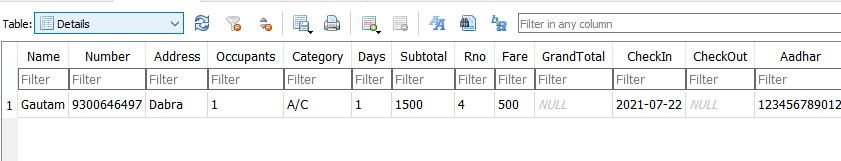 Table: Details Filter in any column
Name Number Address Occupants Category Days Subtotal Rno Fare GrandTotal CheckIn CheckOut Aadhar
Filter Filter Filter Filter Filter Filter Filter Filter Filter Filter Filter Filter Filter
1 Gautam 9300646497 Dabra 1 A/C 1 1500 4 500 NULL 2021-07-22 NULL 123456789012